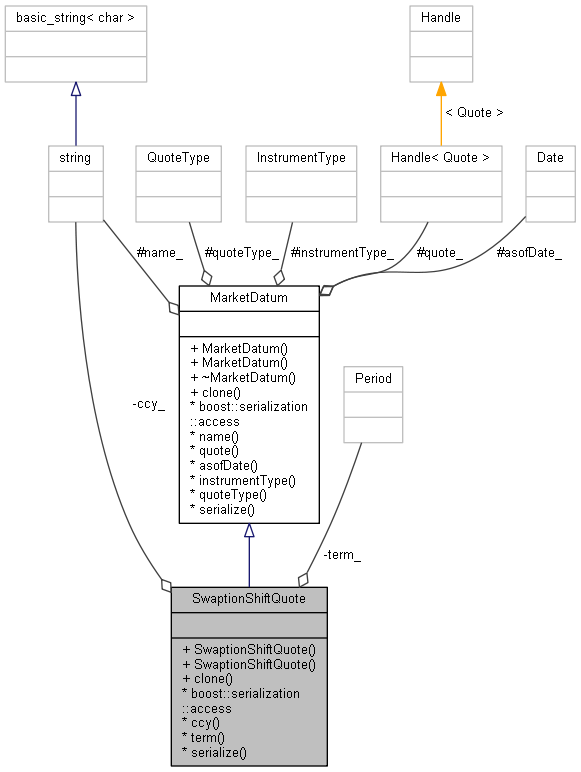 basic_string< char >
Handle
< Quote >
string
QuoteType
InstrumentType
Handle< Quote >
Date
#name_
#quoteType_
#instrumentType_
#quote_
#asofDate_
MarketDatum
+ MarketDatum()
+ MarketDatum()
+ ~MarketDatum()
+ clone()
* boost::serialization
::access
* name()
* quote()
* asofDate()
* instrumentType()
* quoteType()
* serialize()
Period
-ccy_
-term_
SwaptionShiftQuote
+ SwaptionShiftQuote()
+ SwaptionShiftQuote()
+ clone()
* boost::serialization
::access
* ccy()
* term()
* serialize()